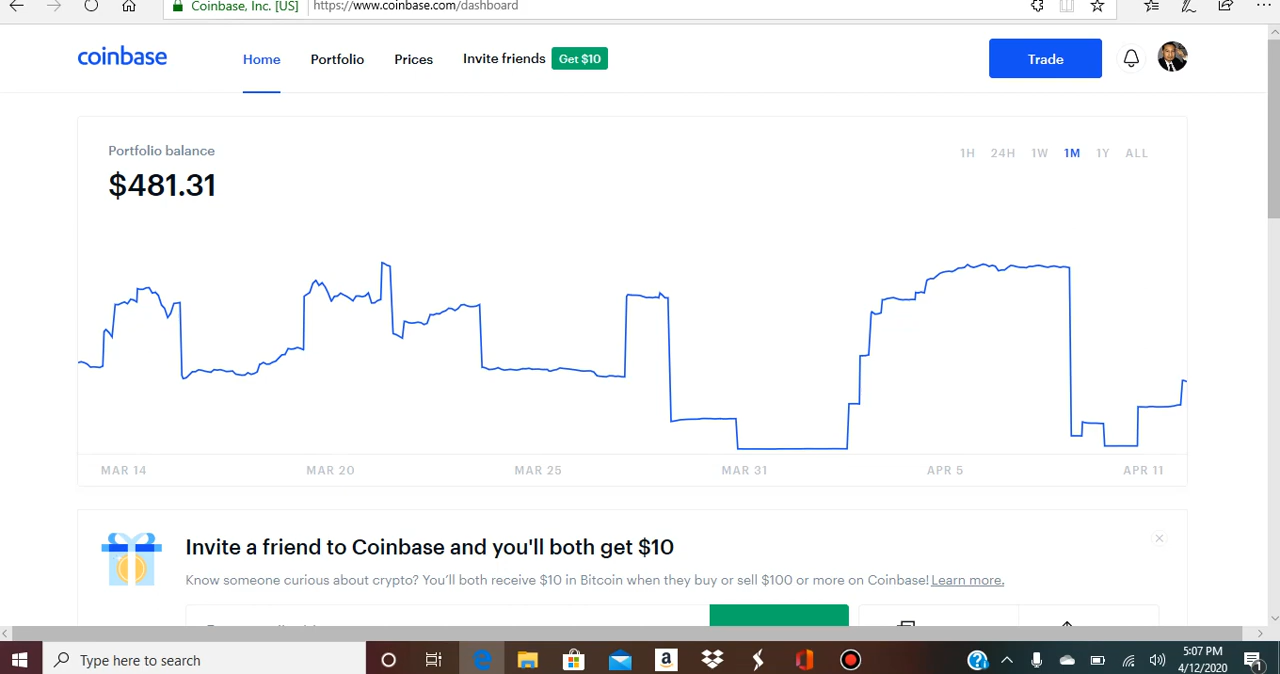 Coinbase, Inc. [US] https://www.coinbase.com/dashboard
coinbase Home Portfolio Prices Invite friends Get $10 Trade
Portfolio balance
$481.31
1H 24H 1W 1M 1Y ALL
MAR 14 MAR 20 MAR 25 MAR 31 APR 5 APR 11
Invite a friend to Coinbase and you'll both get $10
Know someone curious about crypto? You'll both receive $10 in Bitcoin when they buy or sell $100 or more on Coinbase! Learn more.
Type here to search
5:07 PM
4/12/2020
1